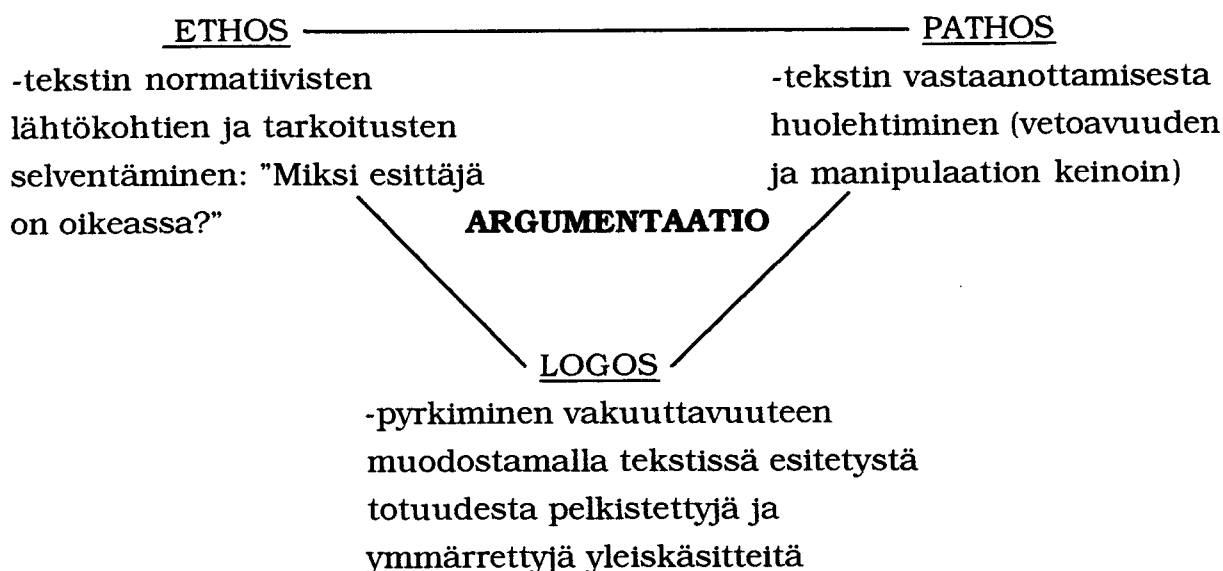 ETHOS
-tekstin normatiivisten
lähtökohtien ja tarkoitusten
selventäminen: ”Miksi esittäjä
on oikeassa?”
PATHOS
-tekstin vastaanottamisesta
huolehtiminen (vetoavuuden
ja manipulaation keinoin)
ARGUMENTAATIO
LOGOS
-pyrkiminen vakuuttavuuteen
muodostamalla tekstissä esitetystä
totuudesta pelkistettyjä ja
ymmärrettyjä yleiskäsitteitä